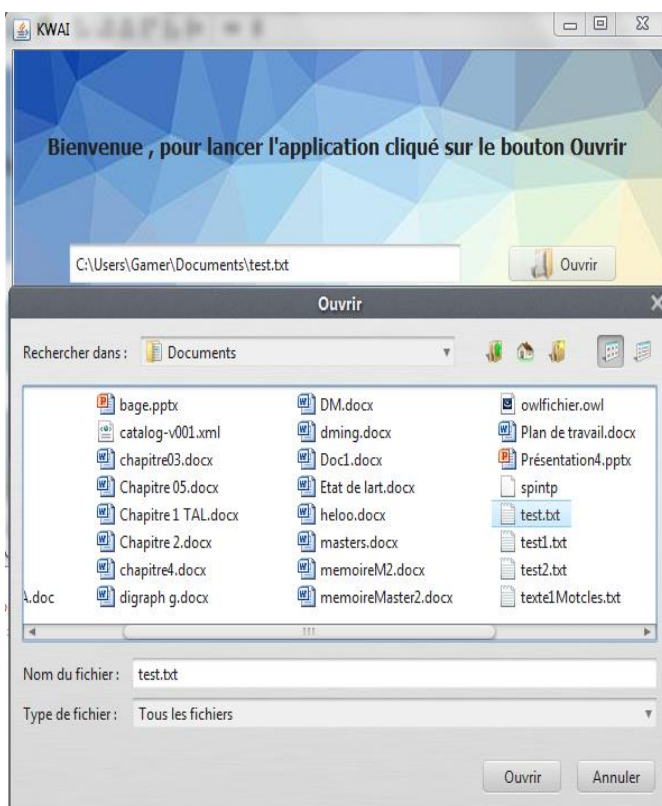 KWAI
Bienvenue , pour lancer l'application cliqué sur le bouton Ouvrir
C:\Users\Gamer\Documents\test.txt
Ouvrir
Ouvrir
Rechercher dans :
Documents
bage.pptx
catalog-v001.xml
chapitre03.docx
Chapitre 05.docx
Chapitre 1 TAL.docx
Chapitre 2.docx
chapitre4.docx
digraph g.docx
DM.docx
dming.docx
Doc1.docx
Etat de lart.docx
heloo.docx
masters.docx
memoireM2.docx
memoireMaster2.docx
owlfichier.owl
Plan de travail.docx
Présentation4.pptx
spintp
test.txt
test1.txt
test2.txt
texte1Motcles.txt
Nom du fichier :
test.txt
Type de fichier :
Tous les fichiers
Ouvrir
Annuler